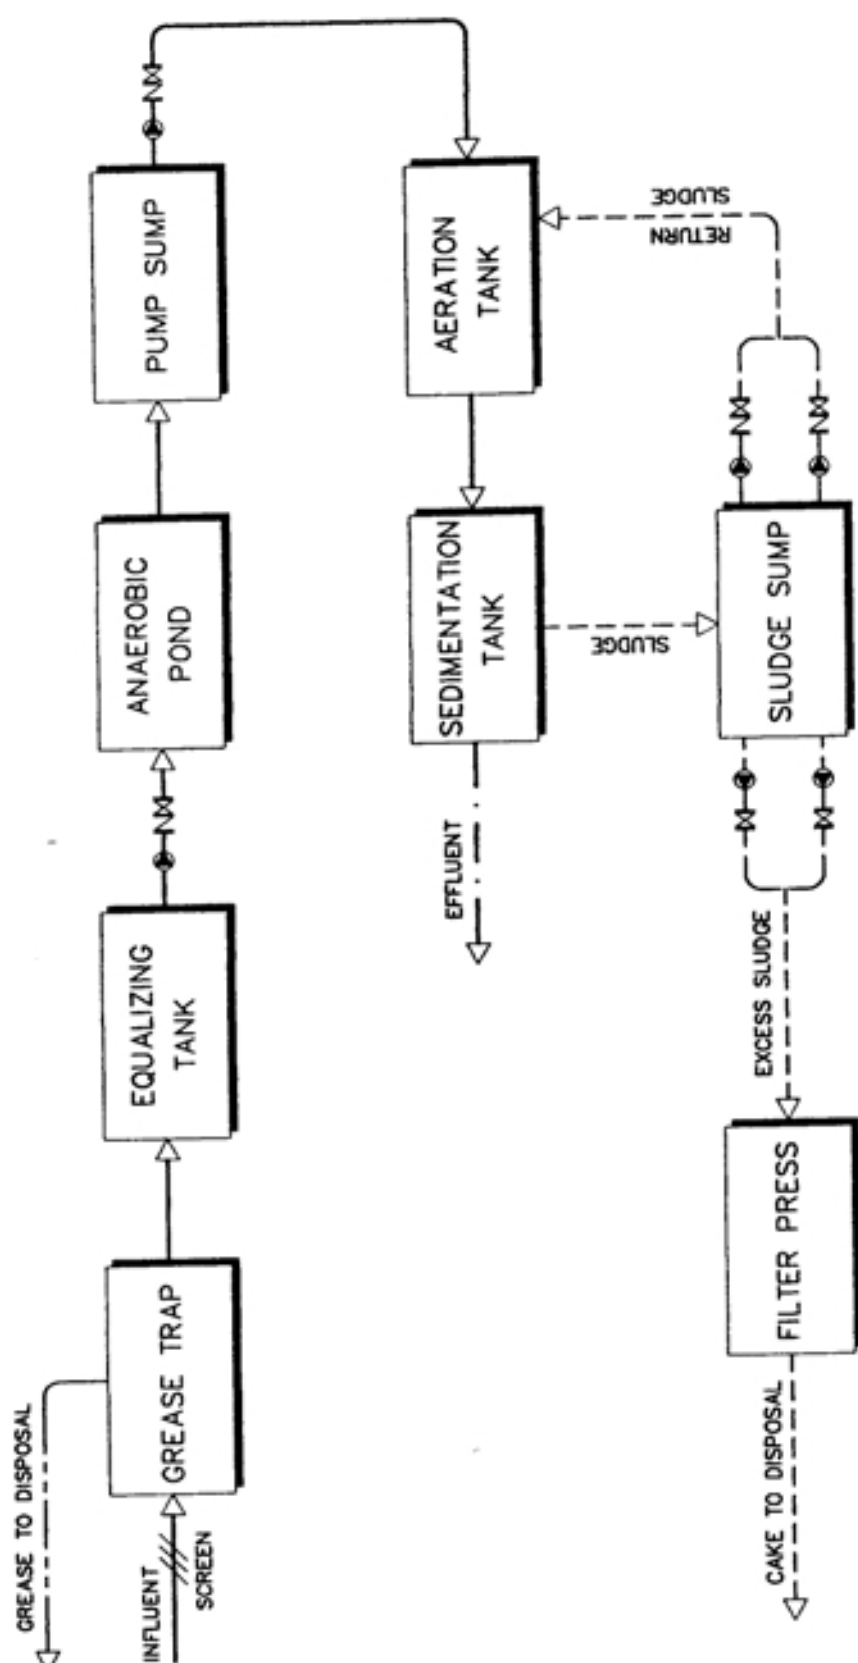 GREASE TO DISPOSAL
INFLUENT
SCREEN
GREASE TRAP
EQUALIZING
TANK
ANAEROBIC
POND
PUMP SUMP
AERATION
TANK
SEDIMENTATION
TANK
EFFLUENT
SLUDGE
RETURN
SLUDGE
SLUDGE SUMP
EXCESS SLUDGE
FILTER PRESS
CAKE TO DISPOSAL